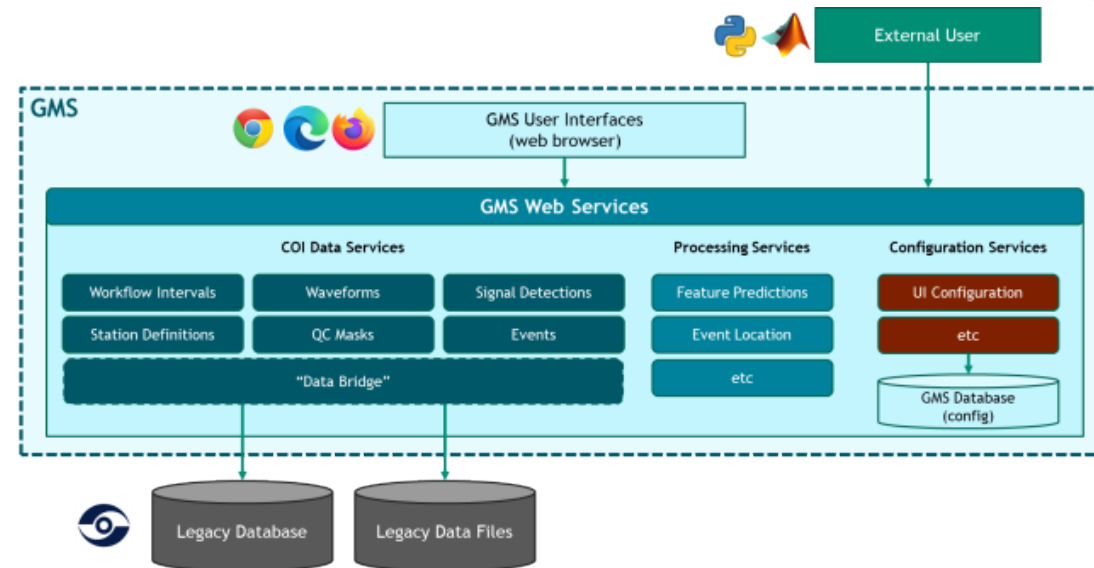 External User
GMS
GMS User Interfaces
(web browser)
GMS Web Services
COI Data Services
Processing Services
Configuration Services
Workflow Intervals
Waveforms
Signal Detections
Feature Predictions
UI Configuration
Station Definitions
QC Masks
Events
Event Location
etc
“Data Bridge”
etc
GMS Database
(config)
Legacy Database
Legacy Data Files